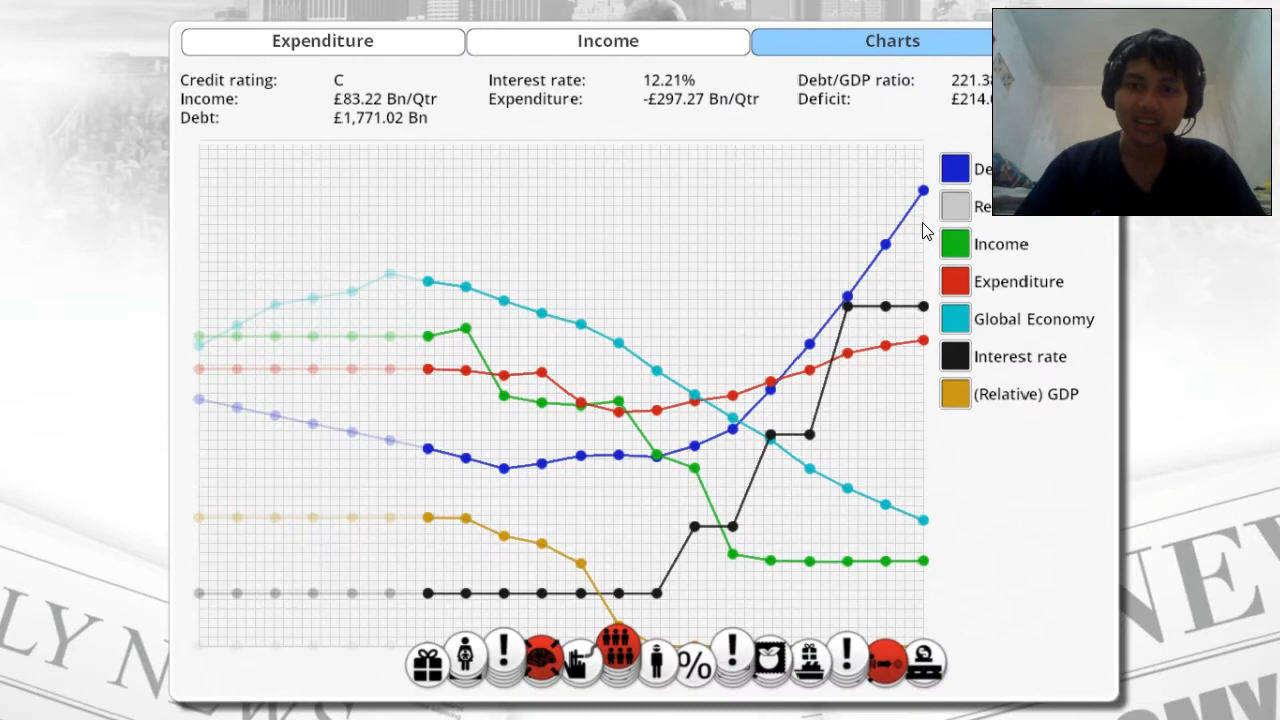 Expenditure
Income
Charts
Credit rating: C
Interest rate: 12.21%
Debt/GDP ratio:
Income: £83.22 Bn/Qtr
Expenditure: -£297.27 Bn/Qtr
Deficit:
Debt: £1,771.02 Bn
Income
Expenditure
Global Economy
Interest rate
(Relative) GDP
%